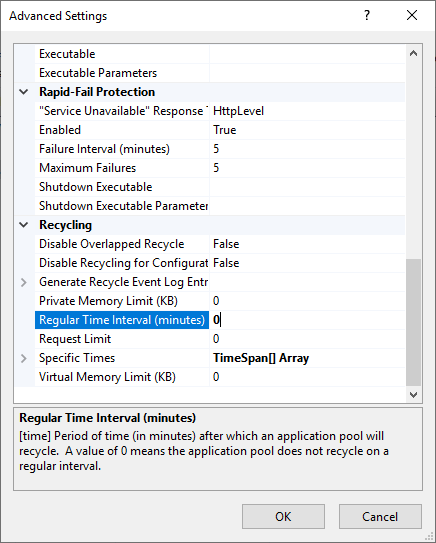 Advanced Settings
Executable
Executable Parameters
Rapid-Fail Protection
"Service Unavailable" Response T HttpLevel
Enabled True
Failure Interval (minutes) 5
Maximum Failures 5
Shutdown Executable
Shutdown Executable Parameter
Recycling
Disable Overlapped Recycle False
Disable Recycling for Configurat False
Generate Recycle Event Log Entr
Private Memory Limit (KB) 0
Regular Time Interval (minutes) 0
Request Limit 0
Specific Times TimeSpan[] Array
Virtual Memory Limit (KB) 0
Regular Time Interval (minutes)
[time] Period of time (in minutes) after which an application pool will
recycle. A value of 0 means the application pool does not recycle on a
regular interval.
OK Cancel